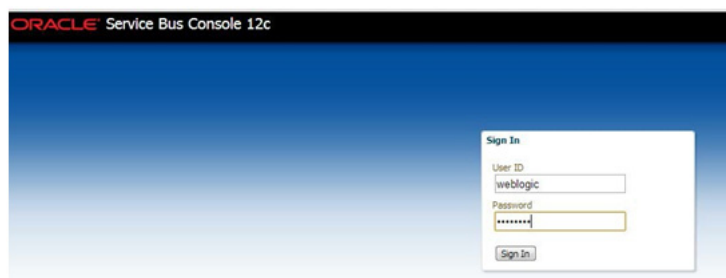 ORACLE Service Bus Console 12c
Sign In
User ID
weblogic
Password
••••••••
Sign In